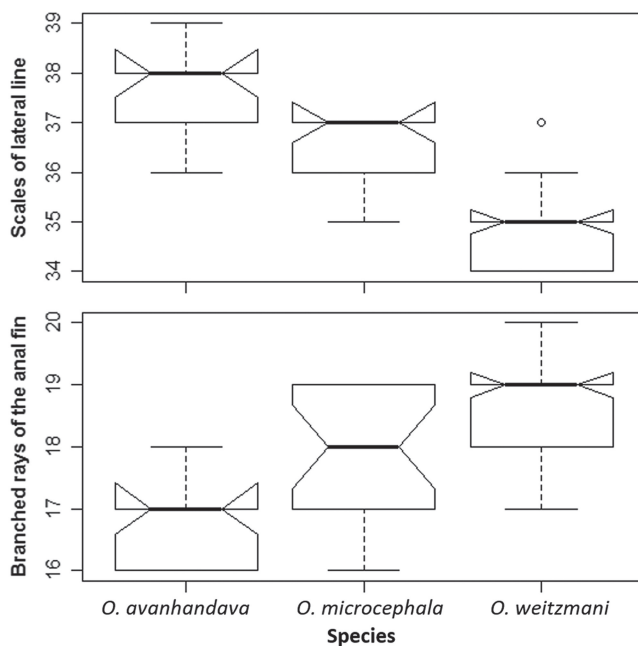 Scales of lateral line
39
38
37
36
35
34
Branched rays of the anal fin
20
19
18
17
16
O. avanhandava O. microcephala O. weitzmani
Species